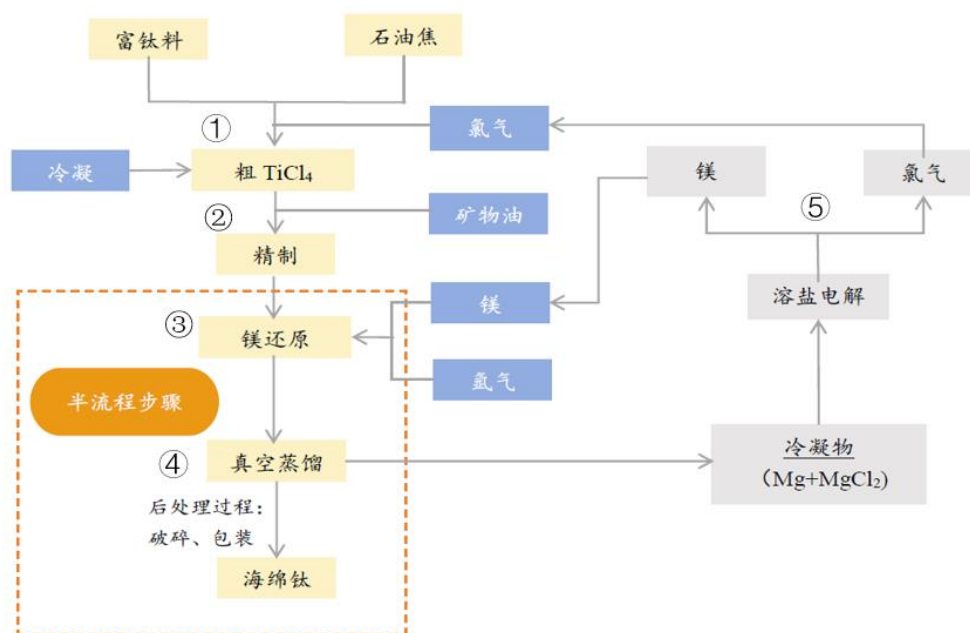 富钛料
石油焦
①
氯气
冷凝
粗 TiCl₄
镁
氯气
②
矿物油
⑤
精制
溶盐电解
③
镁
镁还原
氩气
半流程步骤
④
真空蒸馏
冷凝物
（Mg+MgCl₂)
后处理过程：
破碎、包装
海绵钛